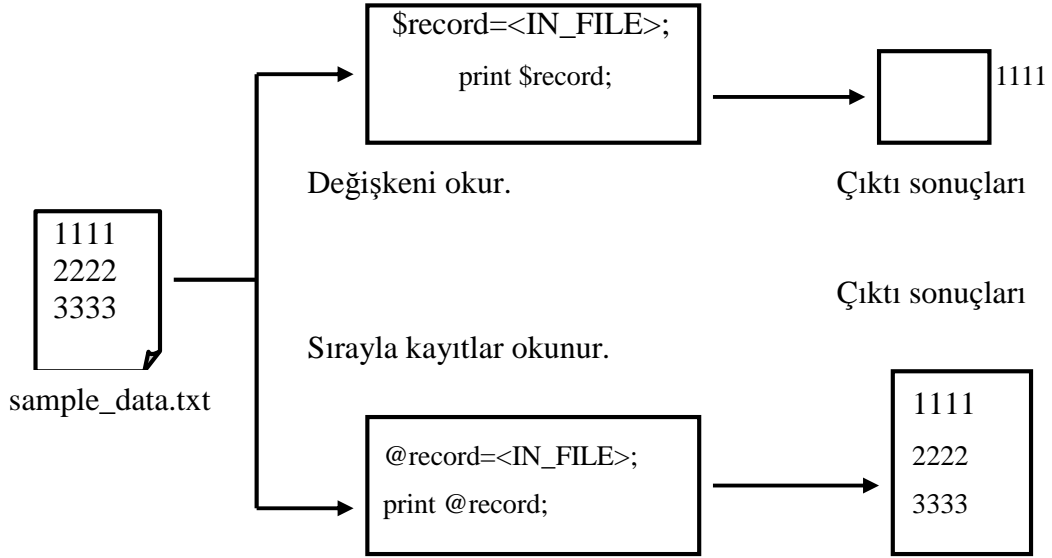 $record=<IN_FILE>;
print $record;
1111
Değişkeni okur.
Çıktı sonuçları
1111
2222
3333
sample_data.txt
Çıktı sonuçları
Sırayla kayıtlar okunur.
@record=<IN_FILE>;
print @record;
1111
2222
3333